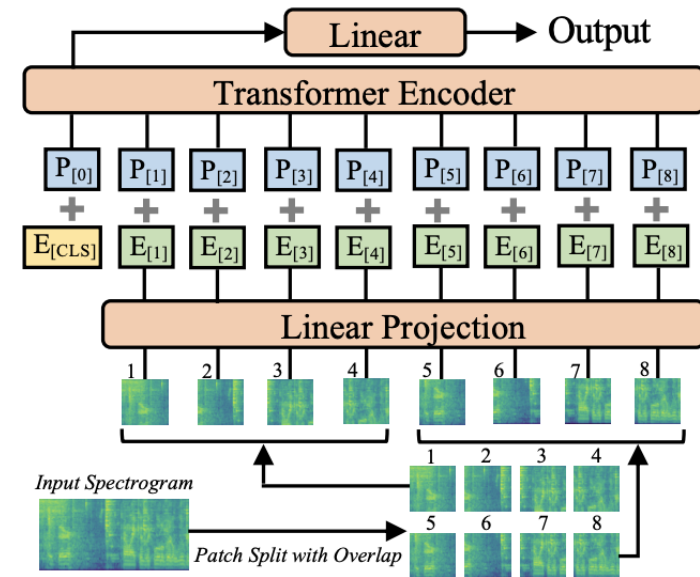 Linear Output
Transformer Encoder
P[0] P[1] P[2] P[3] P[4] P[5] P[6] P[7] P[8]
+ + + + + + + + +
E[CLS] E[1] E[2] E[3] E[4] E[5] E[6] E[7] E[8]
Linear Projection
1 2 3 4 5 6 7 8
1 2 3 4
Input Spectrogram
5 6 7 8
Patch Split with Overlap